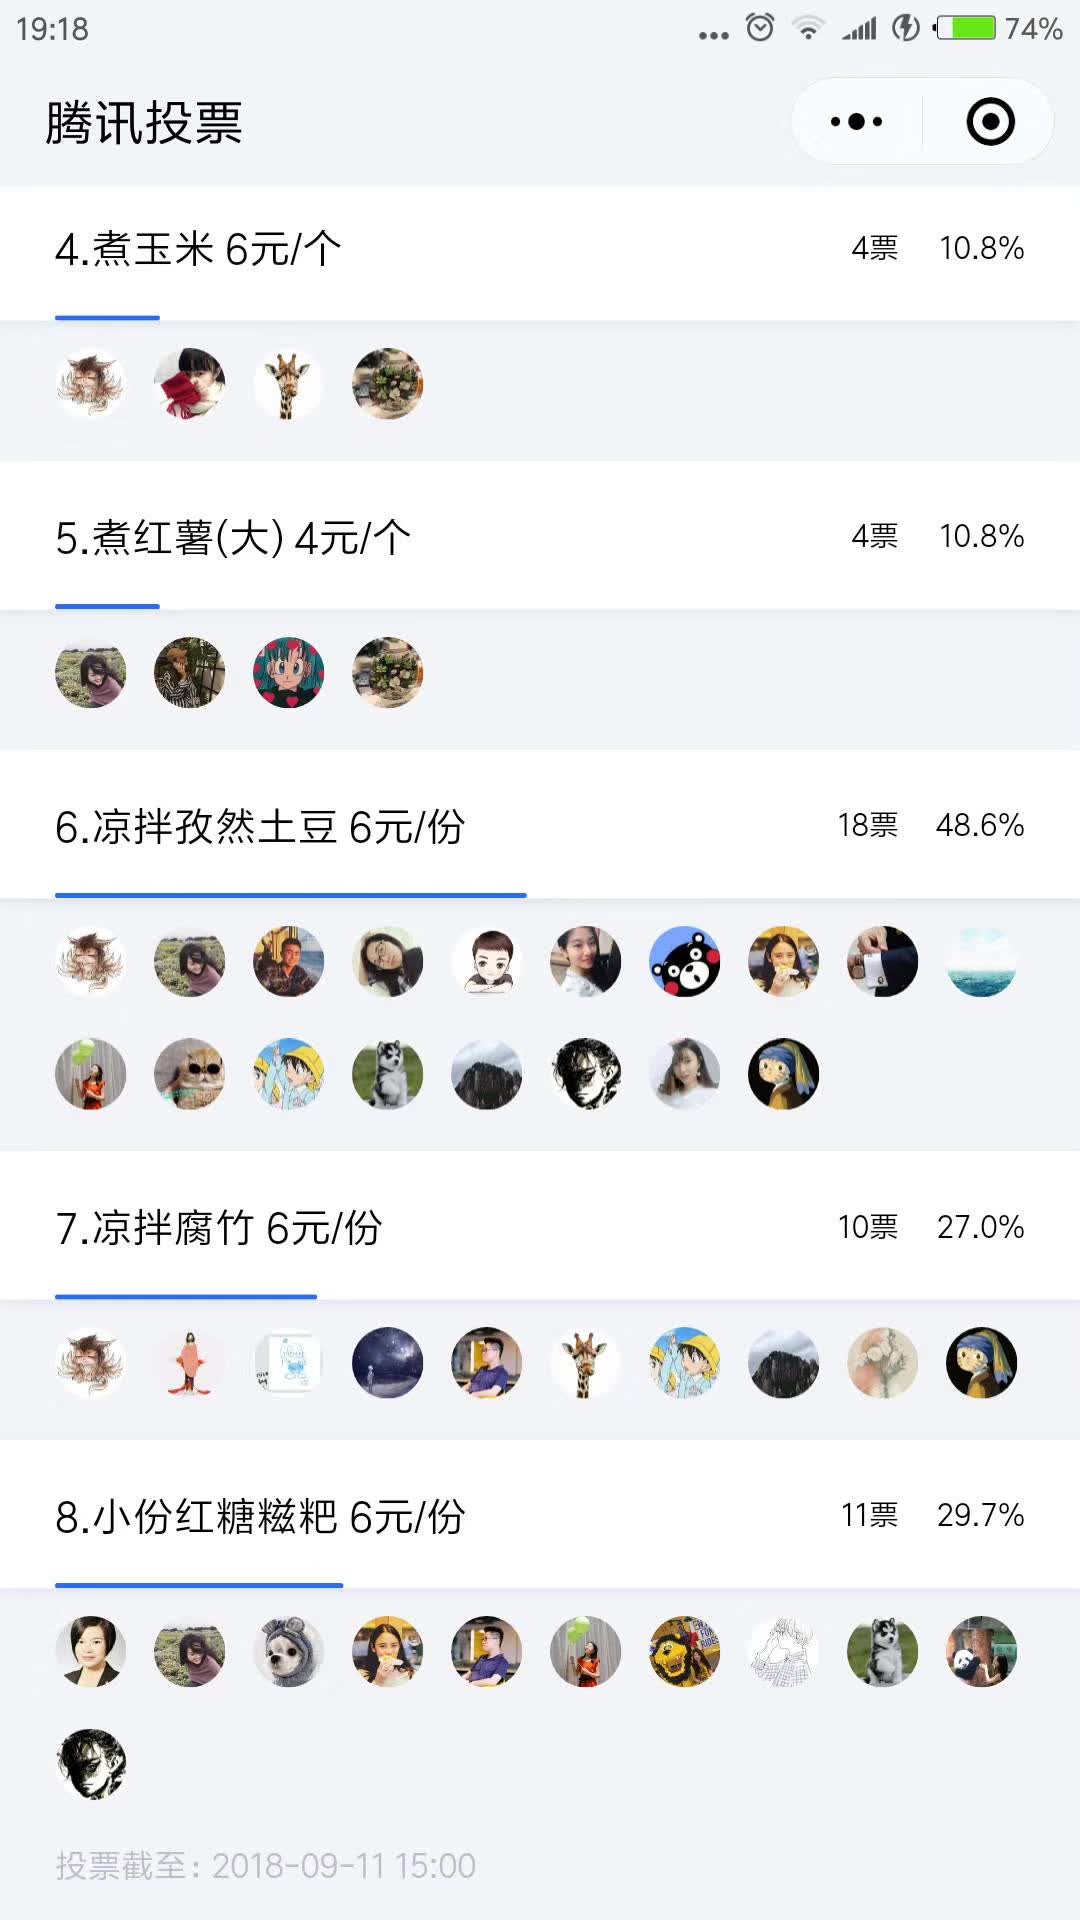 19:18
74%
腾讯投票
4.煮玉米 6元/个 4票 10.8%
5.煮红薯(大) 4元/个 4票 10.8%
6.凉拌孜然土豆 6元/份 18票 48.6%
7.凉拌腐竹 6元/份 10票 27.0%
8.小份红糖糍粑 6元/份 11票 29.7%
投票截至: 2018-09-11 15:00